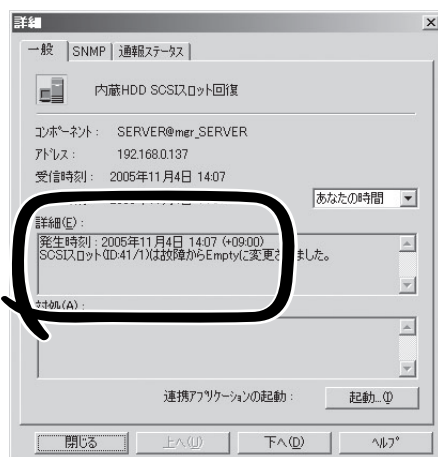 詳細
一般 SNMP 通報ステータス
内蔵HDD SCSIスロット回復
コンポーネント: SERVER@mgr_SERVER
アドレス: 192.168.0.137
受信時刻: 2005年11月4日 14:07
あなたの時間
詳細(E):
発生時刻:2005年11月4日 14:07 (+09:00)
SCSIスロット(ID:41/1)は故障からEmptyに変更されました。
対処(A):
連携アプリケーションの起動: 起動...(I)
閉じる 上へ(U) 下へ(D) ヘルプ